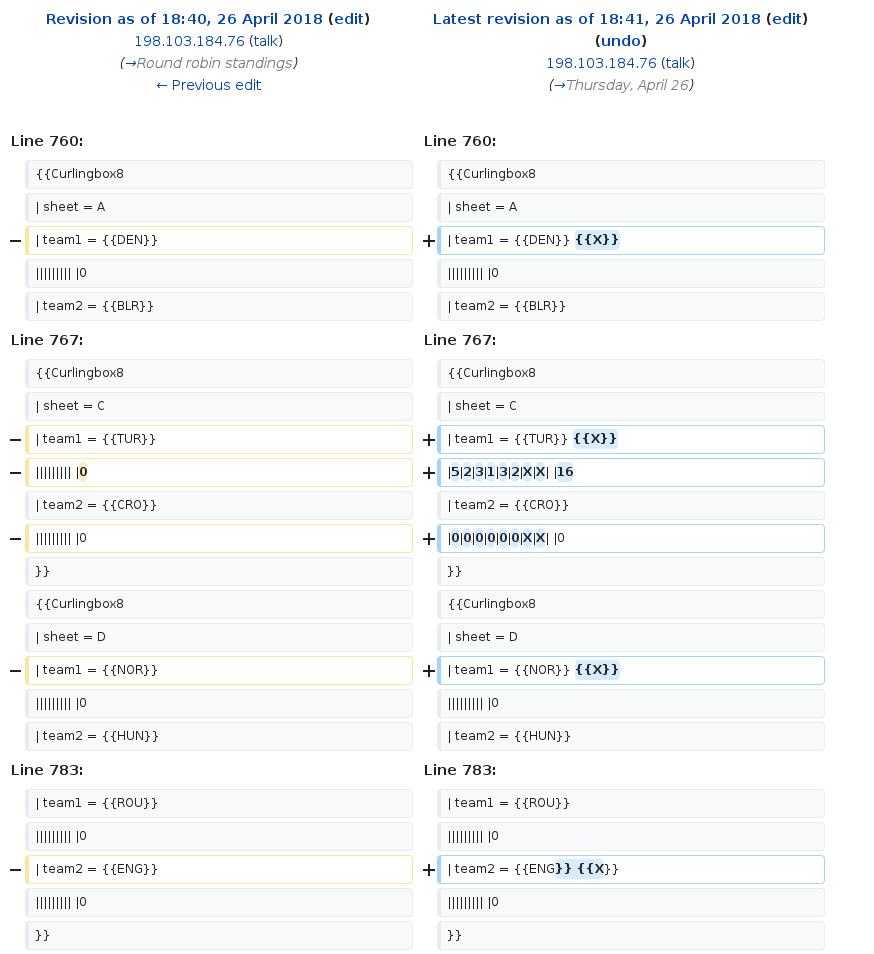 Revision as of 18:40, 26 April 2018 (edit)
198.103.184.76 (talk)
(→Round robin standings)
← Previous edit
Latest revision as of 18:41, 26 April 2018 (edit)
(undo)
198.103.184.76 (talk)
(→Thursday, April 26)
Line 760:
Line 760:
{{Curlingbox8
{{Curlingbox8
| sheet = A
| sheet = A
− | team1 = {{DEN}}
+ | team1 = {{DEN}} {{X}}
||||||||| |0
||||||||| |0
| team2 = {{BLR}}
| team2 = {{BLR}}
Line 767:
Line 767:
{{Curlingbox8
{{Curlingbox8
| sheet = C
| sheet = C
− | team1 = {{TUR}}
+ | team1 = {{TUR}} {{X}}
− ||||||||| |0
+ |5|2|3|1|3|2|X|X| |16
| team2 = {{CRO}}
| team2 = {{CRO}}
− ||||||||| |0
+ |0|0|0|0|0|0|X|X| |0
}}
}}
{{Curlingbox8
{{Curlingbox8
| sheet = D
| sheet = D
− | team1 = {{NOR}}
+ | team1 = {{NOR}} {{X}}
||||||||| |0
||||||||| |0
| team2 = {{HUN}}
| team2 = {{HUN}}
Line 783:
Line 783:
| team1 = {{ROU}}
| team1 = {{ROU}}
||||||||| |0
||||||||| |0
− | team2 = {{ENG}}
+ | team2 = {{ENG}} {{X}}
||||||||| |0
||||||||| |0
}}
}}